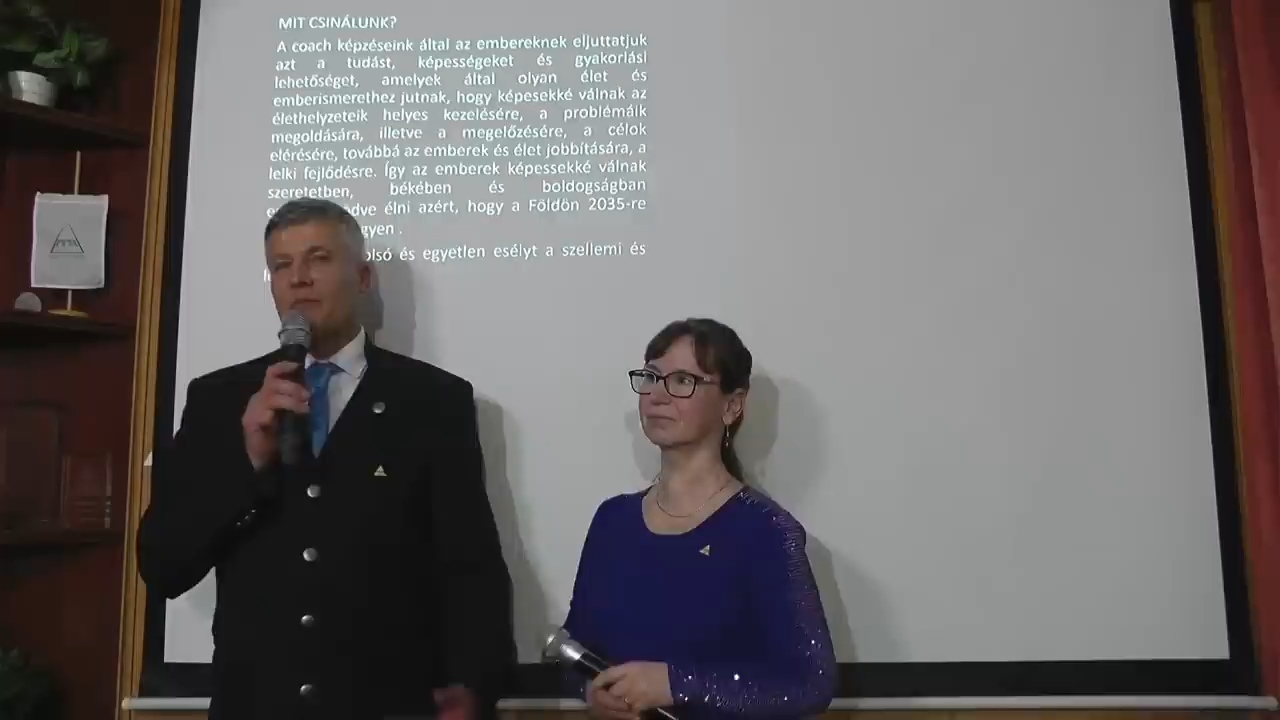 MIT CSINÁLUNK?
A coach képzéseink által az embereknek eljuttatjuk
azt a tudást, képességeket és gyakorlási
lehetőséget, amelyek által olyan élet és
emberismerethez jutnak, hogy képesekké válnak az
élethelyzeteik helyes kezelésére, a problémáik
megoldására, illetve a megelőzésére, a célok
elérésére, továbbá az emberek és élet jobbítására, a
lelki fejlődésre. Így az emberek képessekké válnak
szeretetben, békében és boldogságban
élni azért, hogy a Földön 2035-re
és egyetlen esélyt a szellemi és